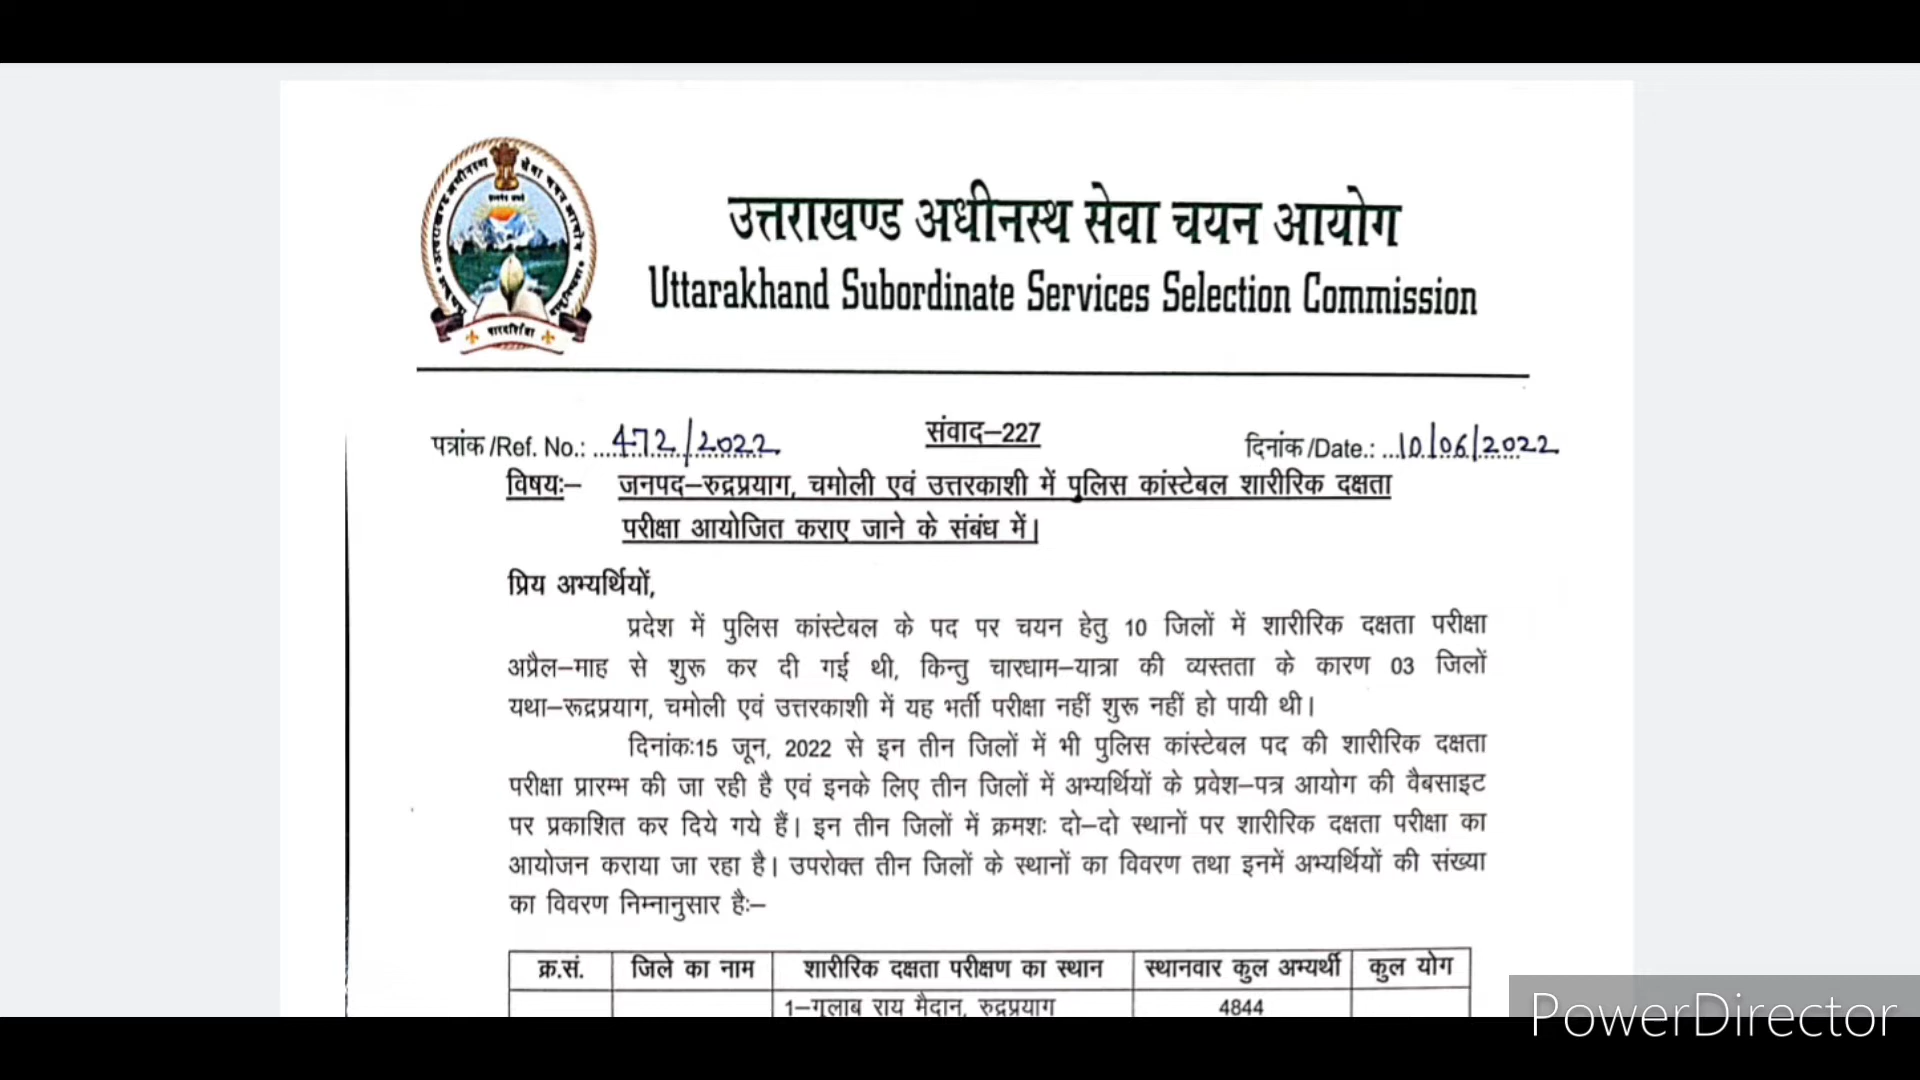 उत्तराखण्ड अधीनस्थ सेवा चयन आयोग
Uttarakhand Subordinate Services Selection Commission
पत्रांक/Ref. No.: 472/2022 संवाद–227 दिनांक/Date.: 10/06/2022
विषयः– जनपद–रुद्रप्रयाग, चमोली एवं उत्तरकाशी में पुलिस कांस्टेबल शारीरिक दक्षता
परीक्षा आयोजित कराए जाने के संबंध में।
प्रिय अभ्यर्थियों,
प्रदेश में पुलिस कांस्टेबल के पद पर चयन हेतु 10 जिलों में शारीरिक दक्षता परीक्षा
अप्रैल–माह से शुरू कर दी गई थी, किन्तु चारधाम–यात्रा की व्यस्तता के कारण 03 जिलों
यथा–रूद्रप्रयाग, चमोली एवं उत्तरकाशी में यह भर्ती परीक्षा नहीं शुरू नहीं हो पायी थी।
दिनांकः15 जून, 2022 से इन तीन जिलों में भी पुलिस कांस्टेबल पद की शारीरिक दक्षता
परीक्षा प्रारम्भ की जा रही है एवं इनके लिए तीन जिलों में अभ्यर्थियों के प्रवेश–पत्र आयोग की वैबसाइट
पर प्रकाशित कर दिये गये हैं। इन तीन जिलों में क्रमशः दो–दो स्थानों पर शारीरिक दक्षता परीक्षा का
आयोजन कराया जा रहा है। उपरोक्त तीन जिलों के स्थानों का विवरण तथा इनमें अभ्यर्थियों की संख्या
का विवरण निम्नानुसार हैः–
क्र.सं. जिले का नाम शारीरिक दक्षता परीक्षण का स्थान स्थानवार कुल अभ्यर्थी कुल योग
1–गुलाब राय मैदान, रुद्रप्रयाग 4844
PowerDirector